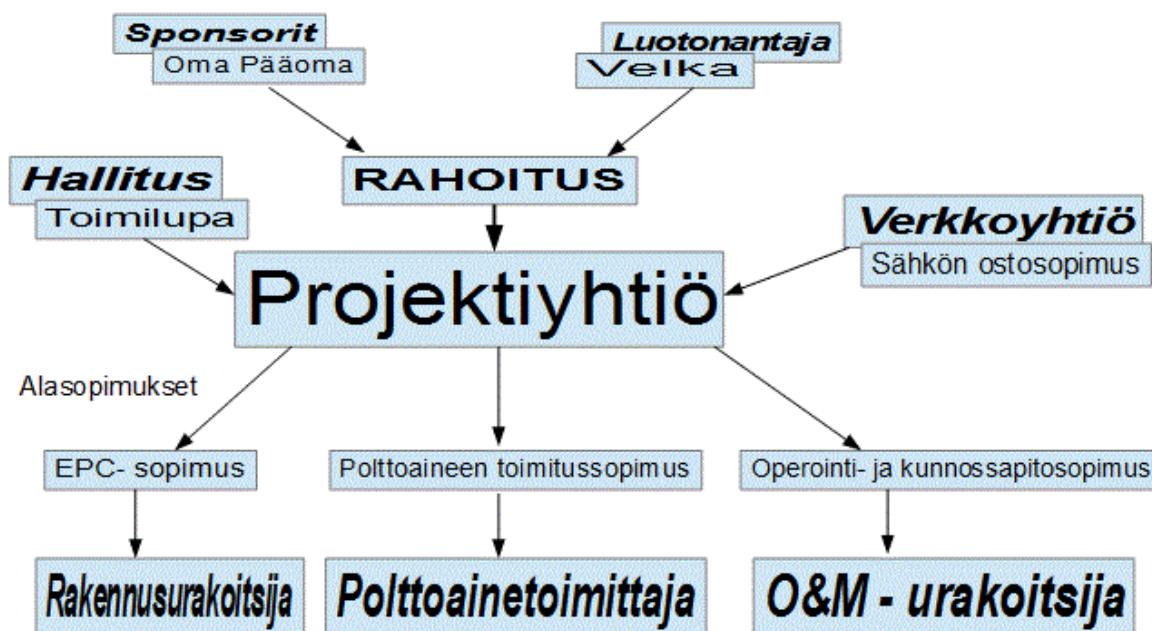 Sponsorit
Oma Pääoma
Luotonantaja
Velka
Hallitus
Toimilupa
RAHOITUS
Verkkoyhtiö
Sähkön ostosopimus
Projektiyhtiö
Alasopimukset
EPC- sopimus
Polttoaineen toimitussopimus
Operointi- ja kunnossapitosopimus
Rakennusurakoitsija
Polttoainetoimittaja
O&M - urakoitsija